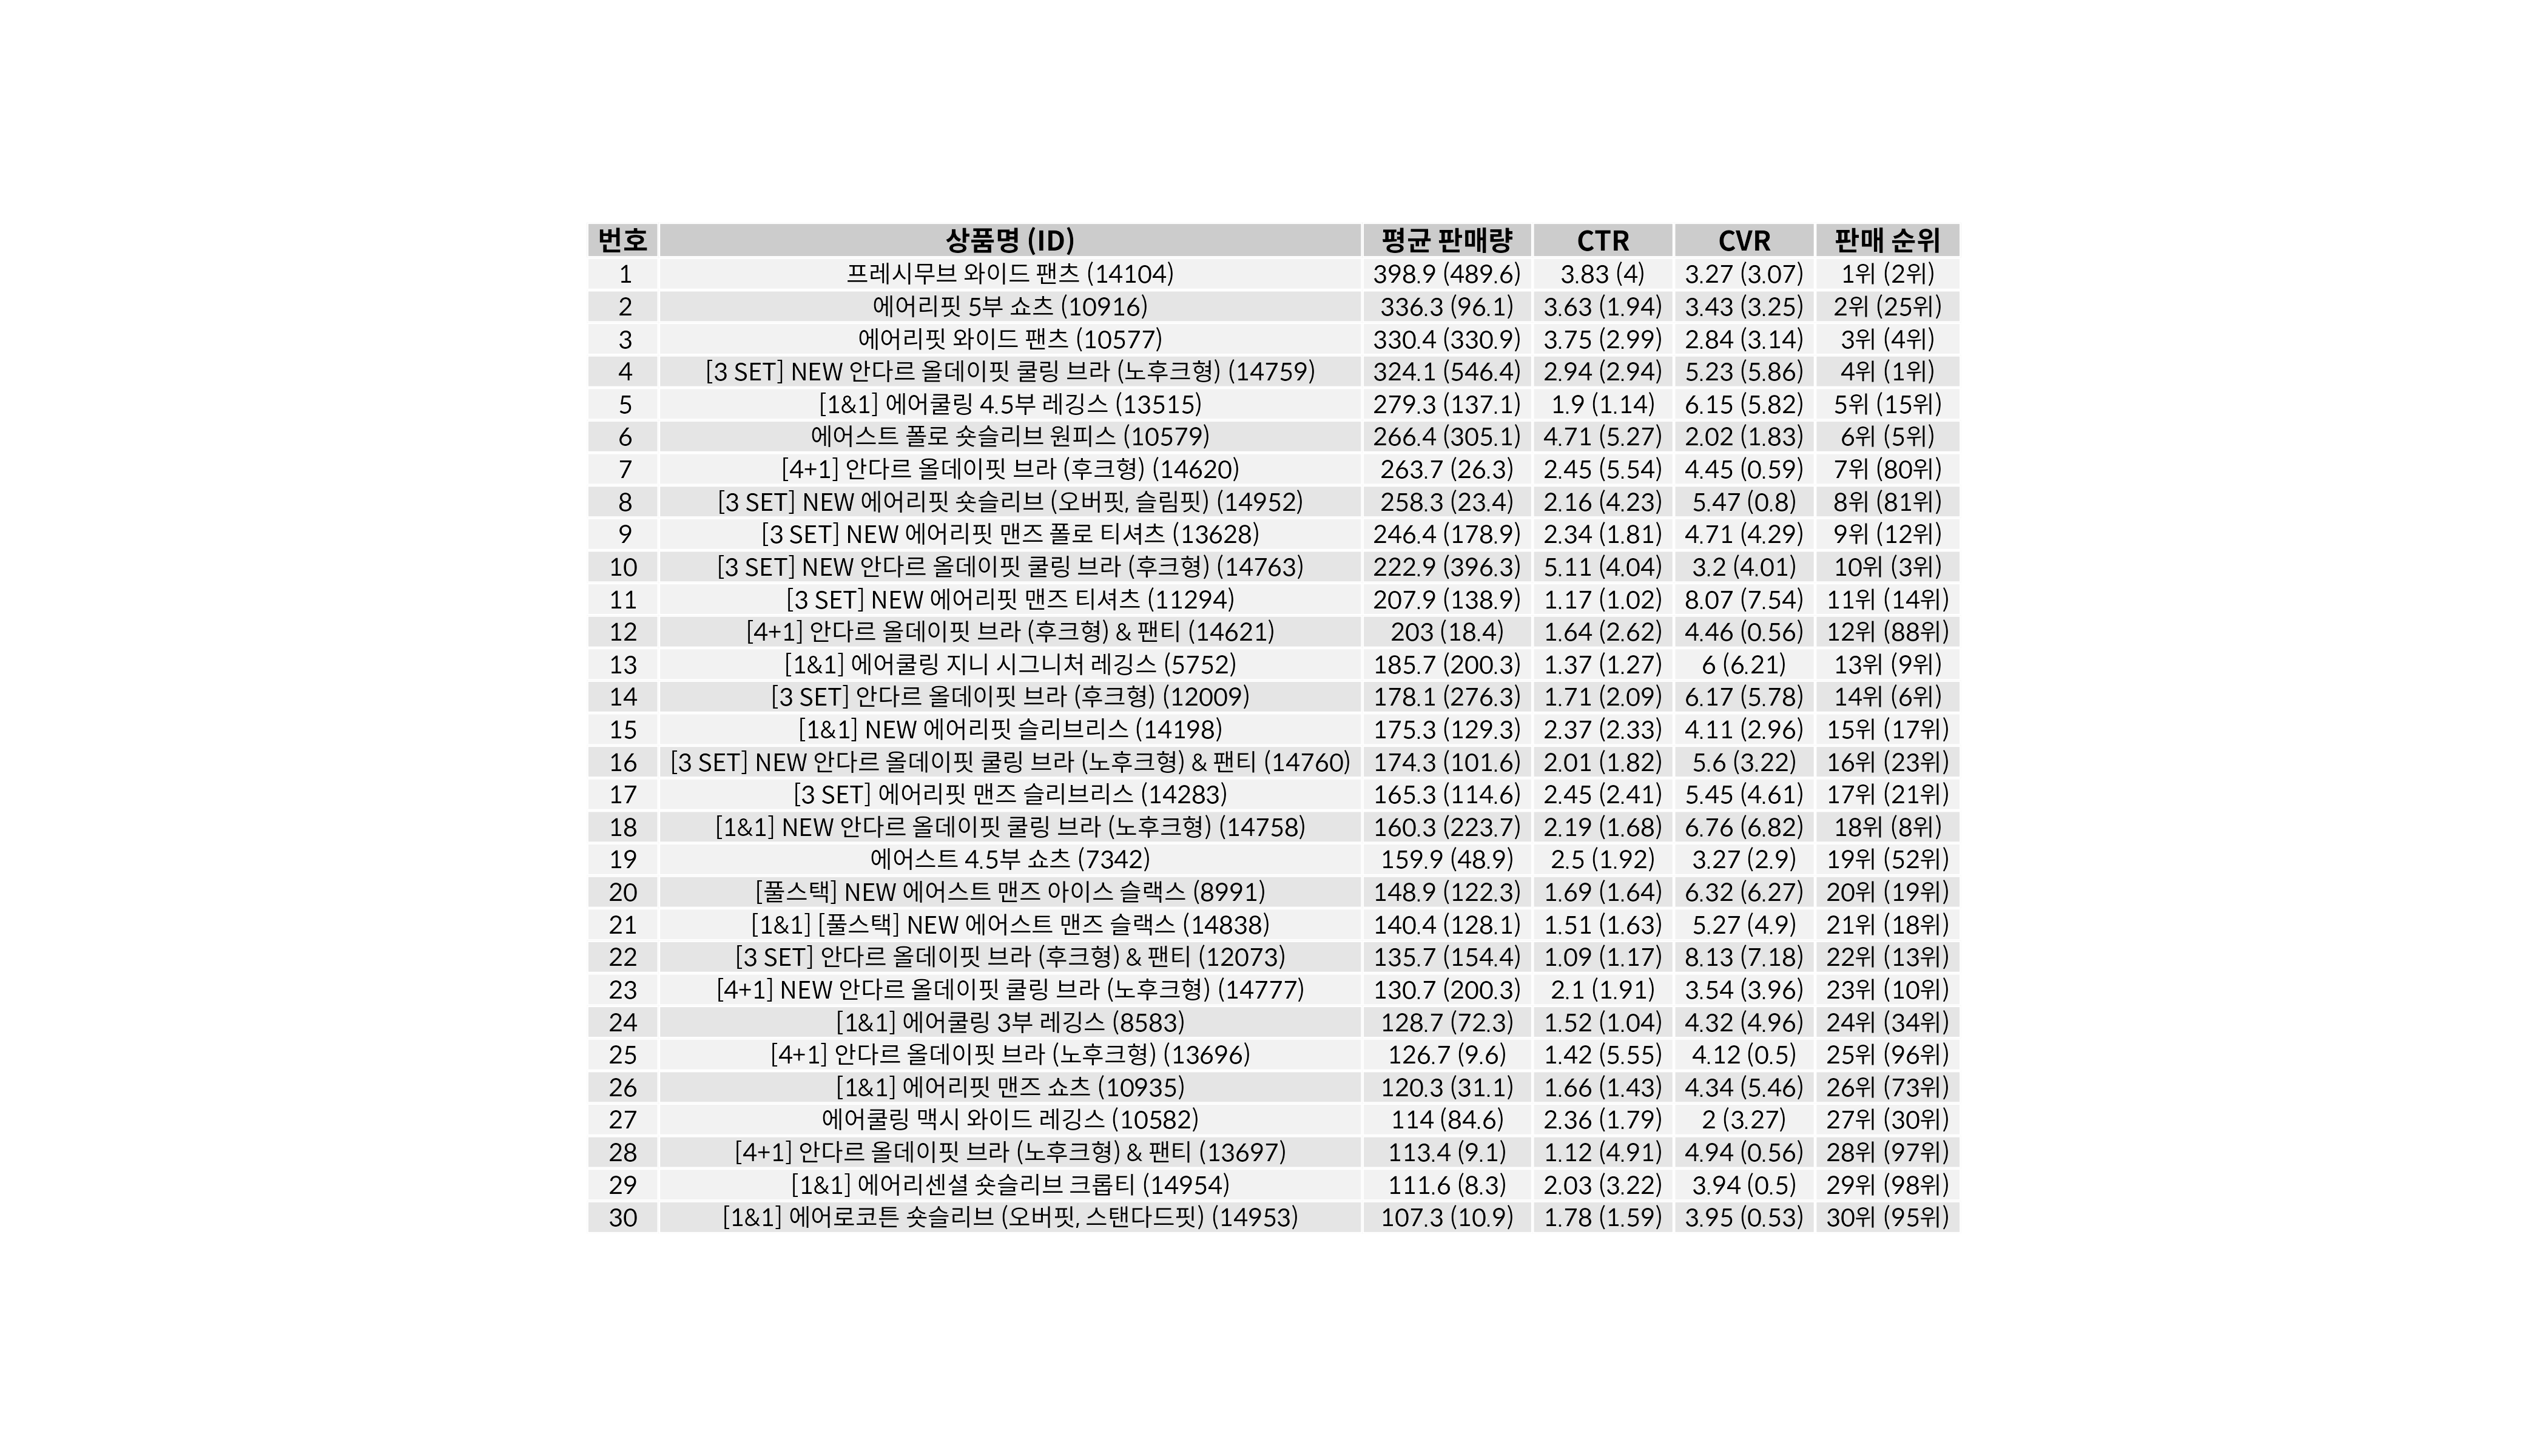 번호 상품명 (ID) 평균 판매량 CTR CVR 판매 순위
1 프레시무브 와이드 팬츠 (14104) 398.9 (489.6) 3.83 (4) 3.27 (3.07) 1위 (2위)
2 에어리핏 5부 쇼츠 (10916) 336.3 (96.1) 3.63 (1.94) 3.43 (3.25) 2위 (25위)
3 에어리핏 와이드 팬츠 (10577) 330.4 (330.9) 3.75 (2.99) 2.84 (3.14) 3위 (4위)
4 [3 SET] NEW 안다르 올데이핏 쿨링 브라 (노후크형) (14759) 324.1 (546.4) 2.94 (2.94) 5.23 (5.86) 4위 (1위)
5 [1&1] 에어쿨링 4.5부 레깅스 (13515) 279.3 (137.1) 1.9 (1.14) 6.15 (5.82) 5위 (15위)
6 에어스트 폴로 숏슬리브 원피스 (10579) 266.4 (305.1) 4.71 (5.27) 2.02 (1.83) 6위 (5위)
7 [4+1] 안다르 올데이핏 브라 (후크형) (14620) 263.7 (26.3) 2.45 (5.54) 4.45 (0.59) 7위 (80위)
8 [3 SET] NEW 에어리핏 숏슬리브 (오버핏, 슬림핏) (14952) 258.3 (23.4) 2.16 (4.23) 5.47 (0.8) 8위 (81위)
9 [3 SET] NEW 에어리핏 맨즈 폴로 티셔츠 (13628) 246.4 (178.9) 2.34 (1.81) 4.71 (4.29) 9위 (12위)
10 [3 SET] NEW 안다르 올데이핏 쿨링 브라 (후크형) (14763) 222.9 (396.3) 5.11 (4.04) 3.2 (4.01) 10위 (3위)
11 [3 SET] NEW 에어리핏 맨즈 티셔츠 (11294) 207.9 (138.9) 1.17 (1.02) 8.07 (7.54) 11위 (14위)
12 [4+1] 안다르 올데이핏 브라 (후크형) & 팬티 (14621) 203 (18.4) 1.64 (2.62) 4.46 (0.56) 12위 (88위)
13 [1&1] 에어쿨링 지니 시그니처 레깅스 (5752) 185.7 (200.3) 1.37 (1.27) 6 (6.21) 13위 (9위)
14 [3 SET] 안다르 올데이핏 브라 (후크형) (12009) 178.1 (276.3) 1.71 (2.09) 6.17 (5.78) 14위 (6위)
15 [1&1] NEW 에어리핏 슬리브리스 (14198) 175.3 (129.3) 2.37 (2.33) 4.11 (2.96) 15위 (17위)
16 [3 SET] NEW 안다르 올데이핏 쿨링 브라 (노후크형) & 팬티 (14760) 174.3 (101.6) 2.01 (1.82) 5.6 (3.22) 16위 (23위)
17 [3 SET] 에어리핏 맨즈 슬리브리스 (14283) 165.3 (114.6) 2.45 (2.41) 5.45 (4.61) 17위 (21위)
18 [1&1] NEW 안다르 올데이핏 쿨링 브라 (노후크형) (14758) 160.3 (223.7) 2.19 (1.68) 6.76 (6.82) 18위 (8위)
19 에어스트 4.5부 쇼츠 (7342) 159.9 (48.9) 2.5 (1.92) 3.27 (2.9) 19위 (52위)
20 [풀스택] NEW 에어스트 맨즈 아이스 슬랙스 (8991) 148.9 (122.3) 1.69 (1.64) 6.32 (6.27) 20위 (19위)
21 [1&1] [풀스택] NEW 에어스트 맨즈 슬랙스 (14838) 140.4 (128.1) 1.51 (1.63) 5.27 (4.9) 21위 (18위)
22 [3 SET] 안다르 올데이핏 브라 (후크형) & 팬티 (12073) 135.7 (154.4) 1.09 (1.17) 8.13 (7.18) 22위 (13위)
23 [4+1] NEW 안다르 올데이핏 쿨링 브라 (노후크형) (14777) 130.7 (200.3) 2.1 (1.91) 3.54 (3.96) 23위 (10위)
24 [1&1] 에어쿨링 3부 레깅스 (8583) 128.7 (72.3) 1.52 (1.04) 4.32 (4.96) 24위 (34위)
25 [4+1] 안다르 올데이핏 브라 (노후크형) (13696) 126.7 (9.6) 1.42 (5.55) 4.12 (0.5) 25위 (96위)
26 [1&1] 에어리핏 맨즈 쇼츠 (10935) 120.3 (31.1) 1.66 (1.43) 4.34 (5.46) 26위 (73위)
27 에어쿨링 맥시 와이드 레깅스 (10582) 114 (84.6) 2.36 (1.79) 2 (3.27) 27위 (30위)
28 [4+1] 안다르 올데이핏 브라 (노후크형) & 팬티 (13697) 113.4 (9.1) 1.12 (4.91) 4.94 (0.56) 28위 (97위)
29 [1&1] 에어리센셜 숏슬리브 크롭티 (14954) 111.6 (8.3) 2.03 (3.22) 3.94 (0.5) 29위 (98위)
30 [1&1] 에어로코튼 숏슬리브 (오버핏, 스탠다드핏) (14953) 107.3 (10.9) 1.78 (1.59) 3.95 (0.53) 30위 (95위)